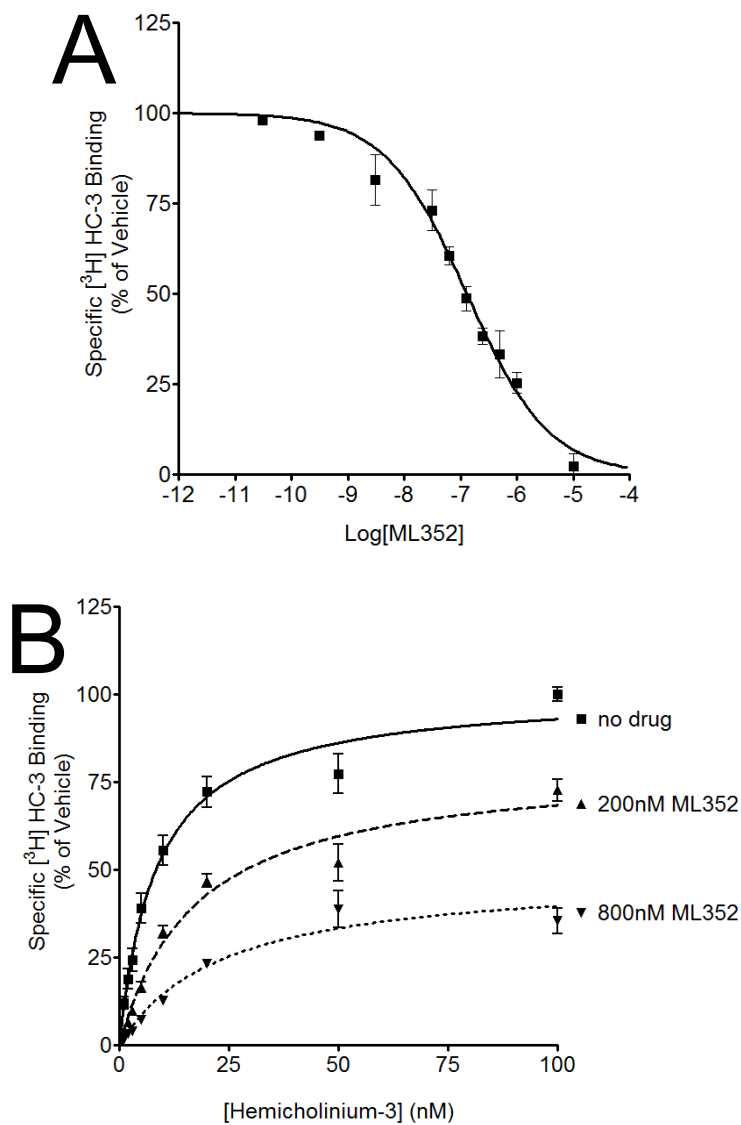 A
Specific [³H] HC-3 Binding
(% of Vehicle)
125
100
75
50
25
0
-12 -11 -10 -9 -8 -7 -6 -5 -4
Log[ML352]
B
Specific [³H] HC-3 Binding
(% of Vehicle)
125
100
75
50
25
0
0 25 50 75 100
no drug
200nM ML352
800nM ML352
[Hemicholinium-3] (nM)